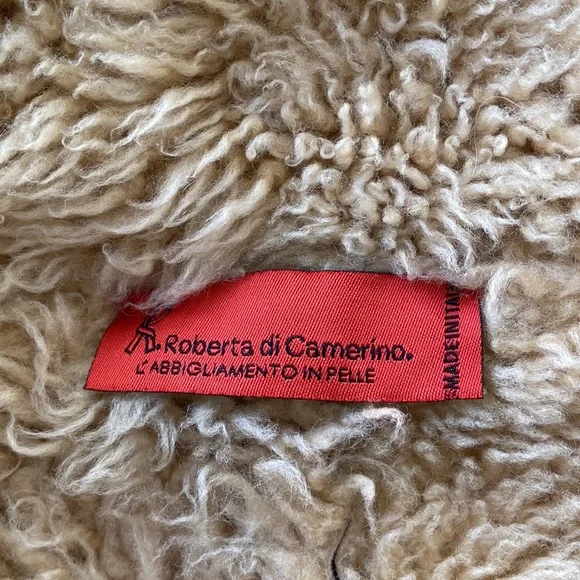 R. Roberta di Camerino.
L'ABBIGLIAMENTO IN PELLE
MADE IN ITALY